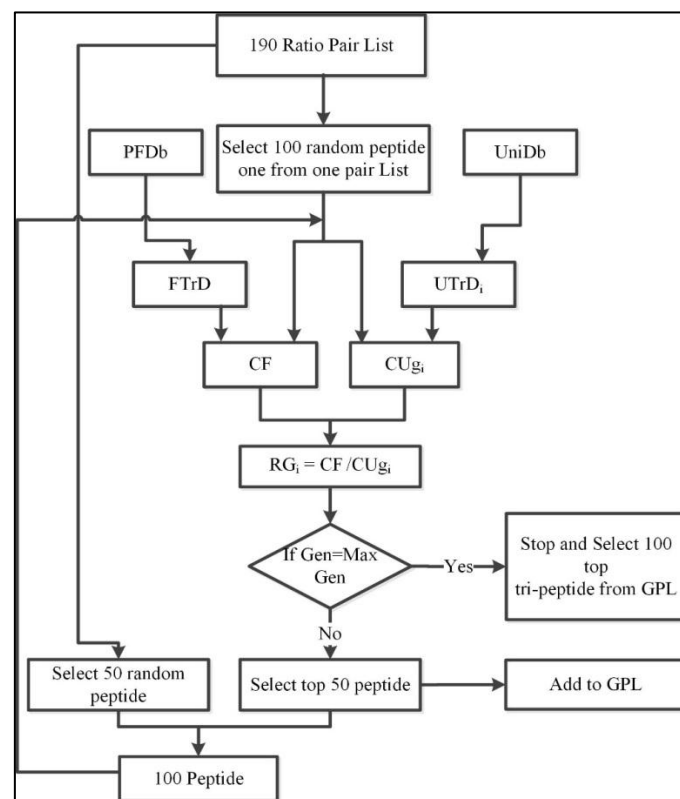 190 Ratio Pair List
PFDb
Select 100 random peptide
one from one pair List
UniDb
FTrD
UTrDᵢ
CF
CUgᵢ
RGᵢ = CF /CUgᵢ
If Gen=Max
Gen
Yes
Stop and Select 100
top
tri-peptide from GPL
No
Select 50 random
peptide
Select top 50 peptide
Add to GPL
100 Peptide